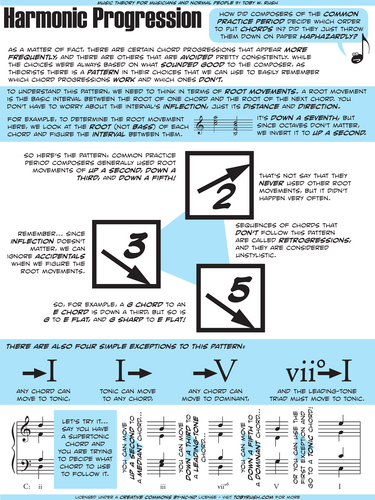 MUSIC THEORY FOR MUSICIANS AND NORMAL PEOPLE BY TOBY W. RUSH
Harmonic Progression
HOW DID COMPOSERS OF THE COMMON
PRACTICE PERIOD DECIDE WHICH ORDER
TO PUT CHORDS IN? DID THEY JUST THROW
THEM DOWN ON PAPER HAPHAZARDLY?
AS A MATTER OF FACT, THERE ARE CERTAIN CHORD PROGRESSIONS THAT APPEAR MORE
FREQUENTLY, AND THERE ARE OTHERS THAT ARE AVOIDED PRETTY CONSISTENTLY. WHILE
THE CHOICES WERE ALWAYS BASED ON WHAT SOUNDED GOOD TO THE COMPOSER, AS
THEORISTS THERE IS A PATTERN IN THEIR CHOICES THAT WE CAN USE TO EASILY REMEMBER
WHICH CHORD PROGRESSIONS WORK AND WHICH ONES DON'T.
TO UNDERSTAND THIS PATTERN, WE NEED TO THINK IN TERMS OF ROOT MOVEMENTS. A ROOT MOVEMENT
IS THE BASIC INTERVAL BETWEEN THE ROOT OF ONE CHORD AND THE ROOT OF THE NEXT CHORD. YOU
DON'T HAVE TO WORRY ABOUT THE INTERVAL'S INFLECTION, JUST ITS DISTANCE AND DIRECTION.
FOR EXAMPLE, TO DETERMINE THE ROOT MOVEMENT
HERE, WE LOOK AT THE ROOT (NOT BASS) OF EACH
CHORD AND FIGURE THE INTERVAL BETWEEN THEM.
IT'S DOWN A SEVENTH, BUT
SINCE OCTAVES DON'T MATTER,
WE INVERT IT TO UP A SECOND.
SO HERE'S THE PATTERN: COMMON PRACTICE
PERIOD COMPOSERS GENERALLY USED ROOT
MOVEMENTS OF UP A SECOND, DOWN A
THIRD, AND DOWN A FIFTH!
2
THAT'S NOT SAY THAT THEY
NEVER USED OTHER ROOT
MOVEMENTS, BUT IT DIDN'T
HAPPEN VERY OFTEN.
REMEMBER... SINCE
INFLECTION DOESN'T
MATTER, WE CAN
IGNORE ACCIDENTALS
WHEN WE FIGURE THE
ROOT MOVEMENTS.
3
SEQUENCES OF CHORDS THAT
DON'T FOLLOW THIS PATTERN
ARE CALLED RETROGRESSIONS,
AND THEY ARE CONSIDERED
UNSTYLISTIC.
SO, FOR EXAMPLE, A G CHORD TO AN
E CHORD IS DOWN A THIRD, BUT SO IS
G TO E FLAT, AND G SHARP TO E FLAT!
5
THERE ARE ALSO FOUR SIMPLE EXCEPTIONS TO THIS PATTERN:
I I V vii° I
ANY CHORD CAN
MOVE TO TONIC.
TONIC CAN MOVE
TO ANY CHORD.
ANY CHORD CAN
MOVE TO DOMINANT.
AND THE LEADING-TONE
TRIAD MUST MOVE TO TONIC.
LET'S TRY IT...
SAY YOU HAVE
A SUPERTONIC
CHORD AND
YOU ARE TRYING
TO DECIDE WHAT
CHORD TO USE
TO FOLLOW IT.
YOU CAN MOVE
UP A SECOND TO
A MEDIANT CHORD...
YOU CAN MOVE
DOWN A THIRD TO
A LEADING-TONE
CHORD...
YOU CAN MOVE
DOWN A FIFTH TO
A DOMINANT
CHORD...
OR YOU CAN USE THE
FIRST EXCEPTION AND
GO TO A TONIC CHORD!
C: ii iii vii°⁶ V I
LICENSED UNDER A CREATIVE COMMONS BY-NC-ND LICENSE - VISIT TOBYRUSH.COM FOR MORE